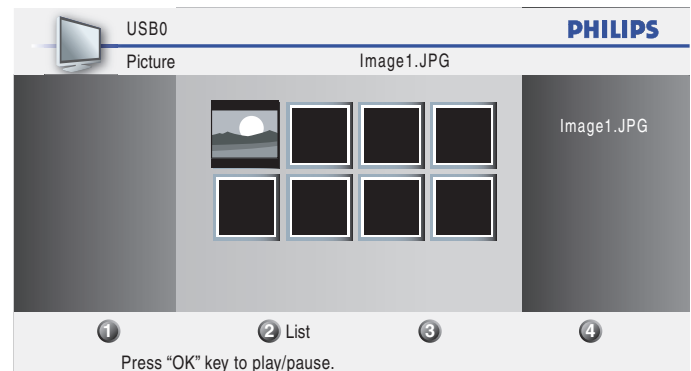 USB0
PHILIPS
Picture
Image1.JPG
Image1.JPG
1
2 List
3
4
Press “OK” key to play/pause.